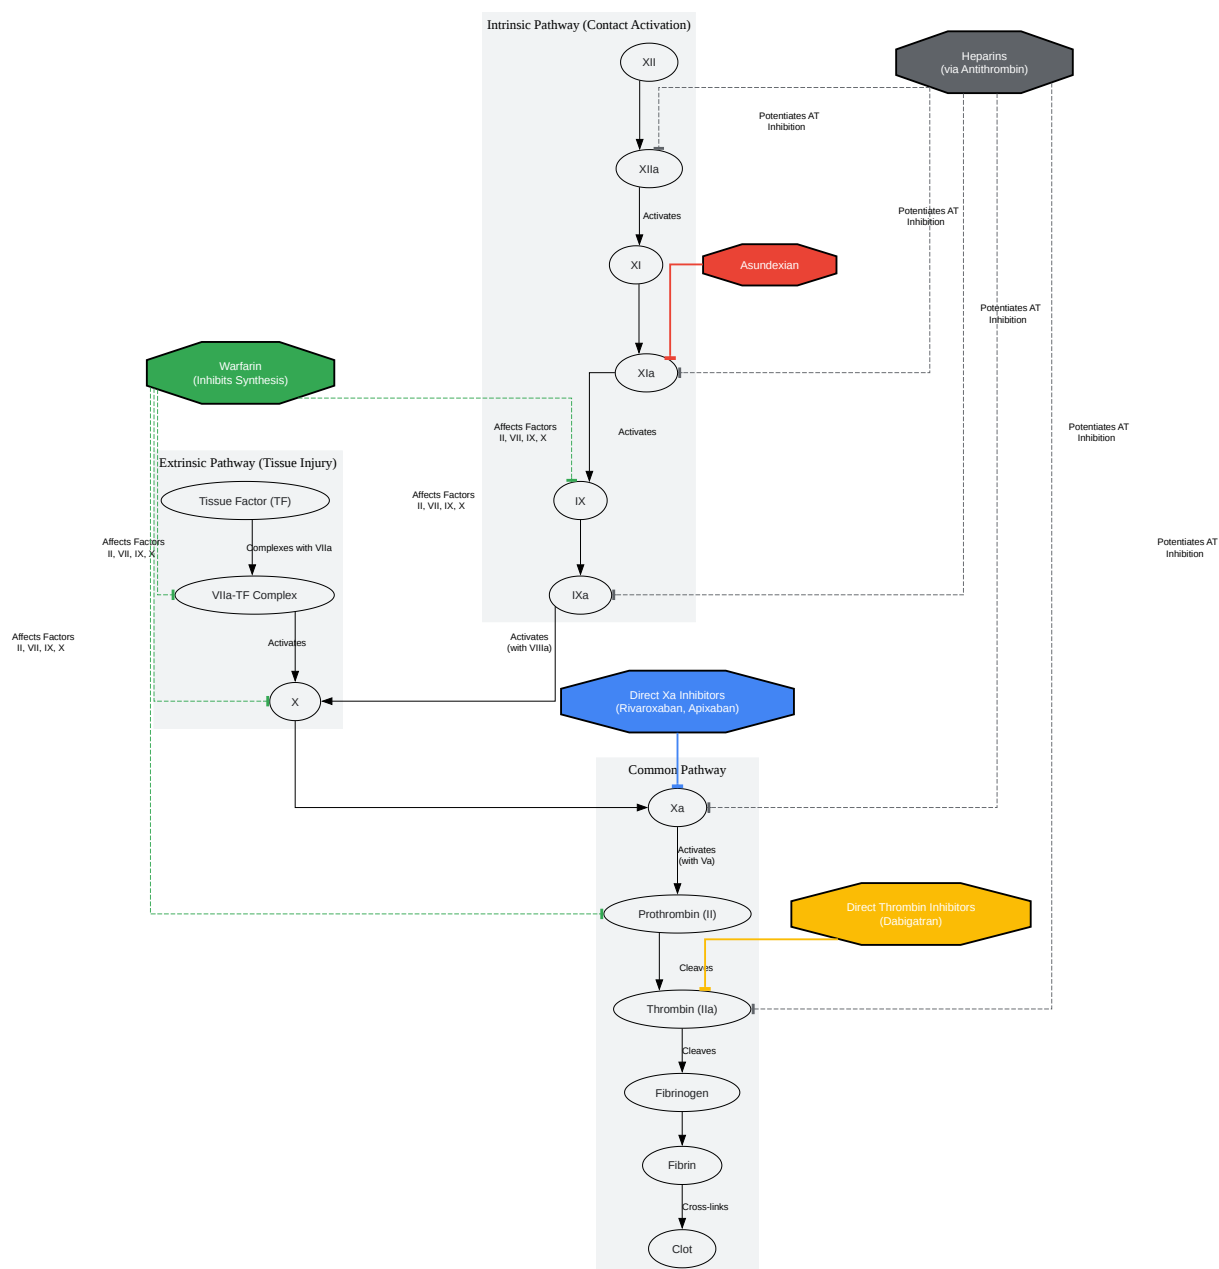 Intrinsic Pathway (Contact Activation)
XII
Heparins
(via Antithrombin)
Potentiates AT
Inhibition
XIIa
Activates
Potentiates AT
Inhibition
XI
Asundexian
Potentiates AT
Inhibition
Warfarin
(Inhibits Synthesis)
XIa
Affects Factors
II, VII, IX, X
Activates
Potentiates AT
Inhibition
Extrinsic Pathway (Tissue Injury)
Tissue Factor (TF)
Affects Factors
II, VII, IX, X
IX
Affects Factors
II, VII, IX, X
Complexes with VIIa
Potentiates AT
Inhibition
VIIa-TF Complex
IXa
Affects Factors
II, VII, IX, X
Activates
Activates
(with VIIIa)
X
Direct Xa Inhibitors
(Rivaroxaban, Apixaban)
Common Pathway
Xa
Activates
(with Va)
Prothrombin (II)
Direct Thrombin Inhibitors
(Dabigatran)
Cleaves
Thrombin (IIa)
Cleaves
Fibrinogen
Fibrin
Cross-links
Clot